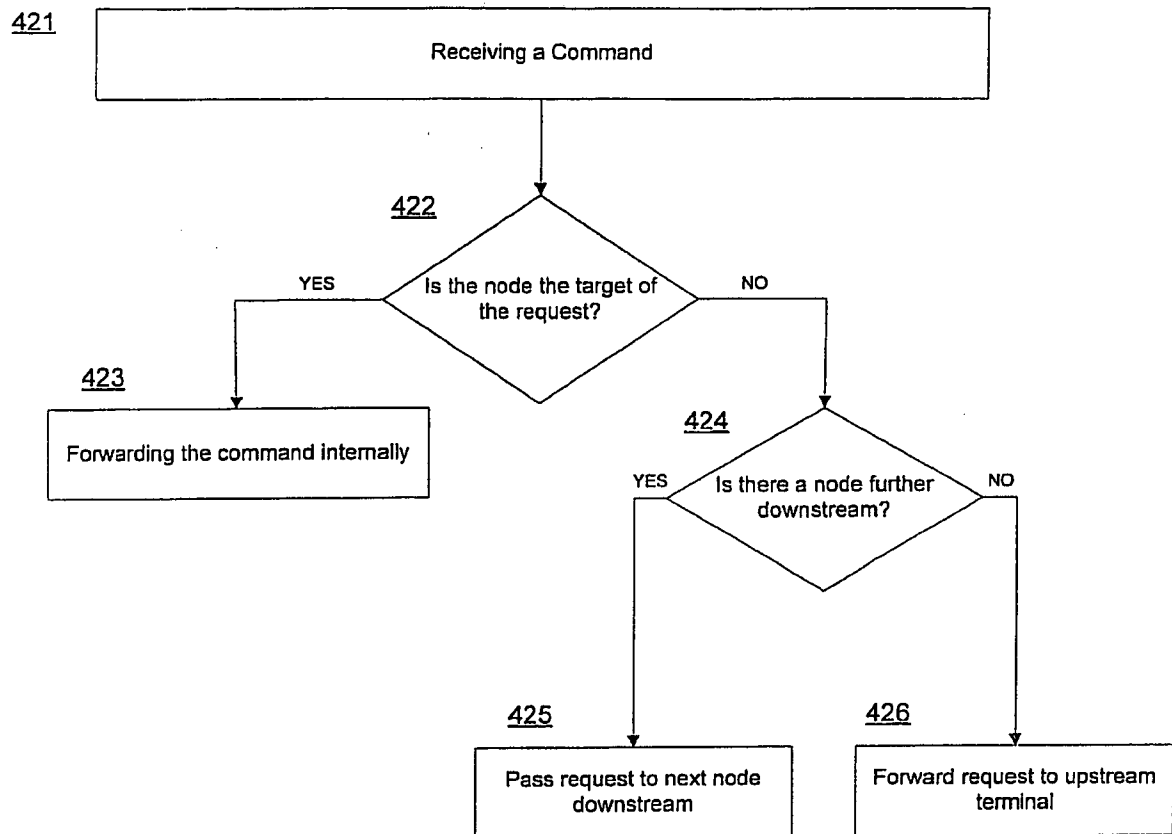 421
Receiving a Command
422
YES
Is the node the target of
the request?
NO
423
Forwarding the command internally
424
YES
Is there a node further
downstream?
NO
425
Pass request to next node
downstream
426
Forward request to upstream
terminal